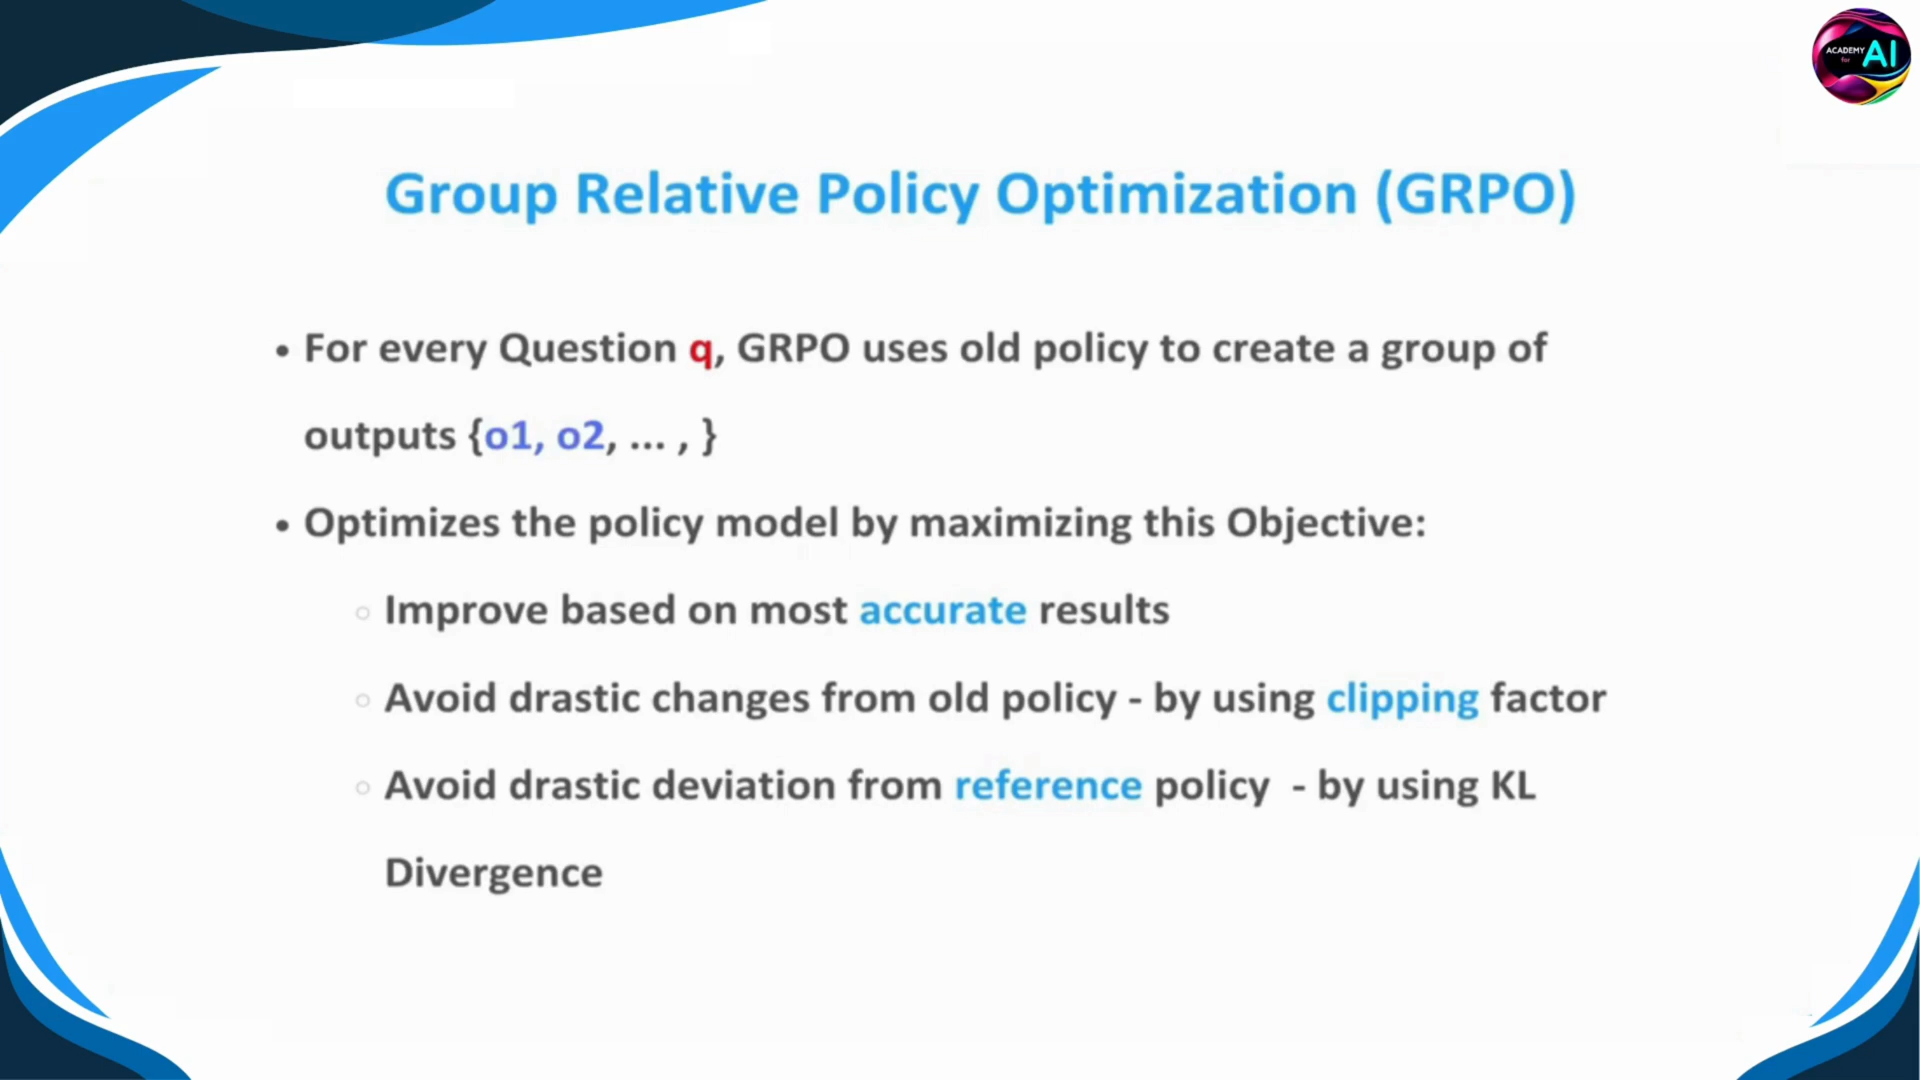 ACADEMY
for
AI
Group Relative Policy Optimization (GRPO)
• For every Question q, GRPO uses old policy to create a group of
outputs {o1, o2, ... , }
• Optimizes the policy model by maximizing this Objective:
○ Improve based on most accurate results
○ Avoid drastic changes from old policy - by using clipping factor
○ Avoid drastic deviation from reference policy  - by using KL
Divergence